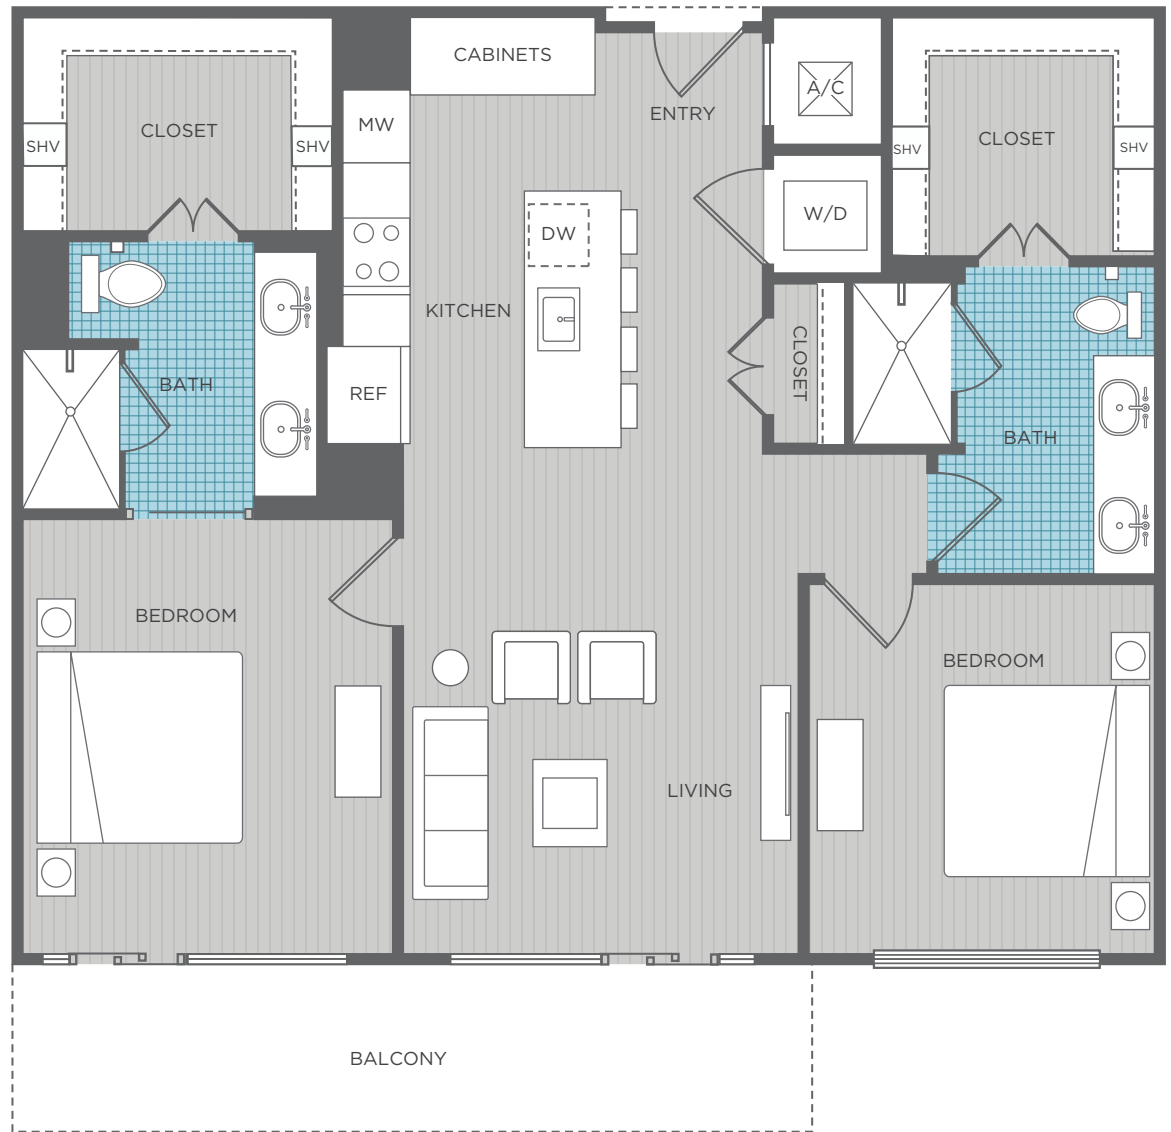 CABINETS
A/C
ENTRY
MW
CLOSET
CLOSET
SHV
SHV
SHV
SHV
W/D
DW
KITCHEN
CLOSET
BATH
REF
BATH
BEDROOM
BEDROOM
LIVING
BALCONY